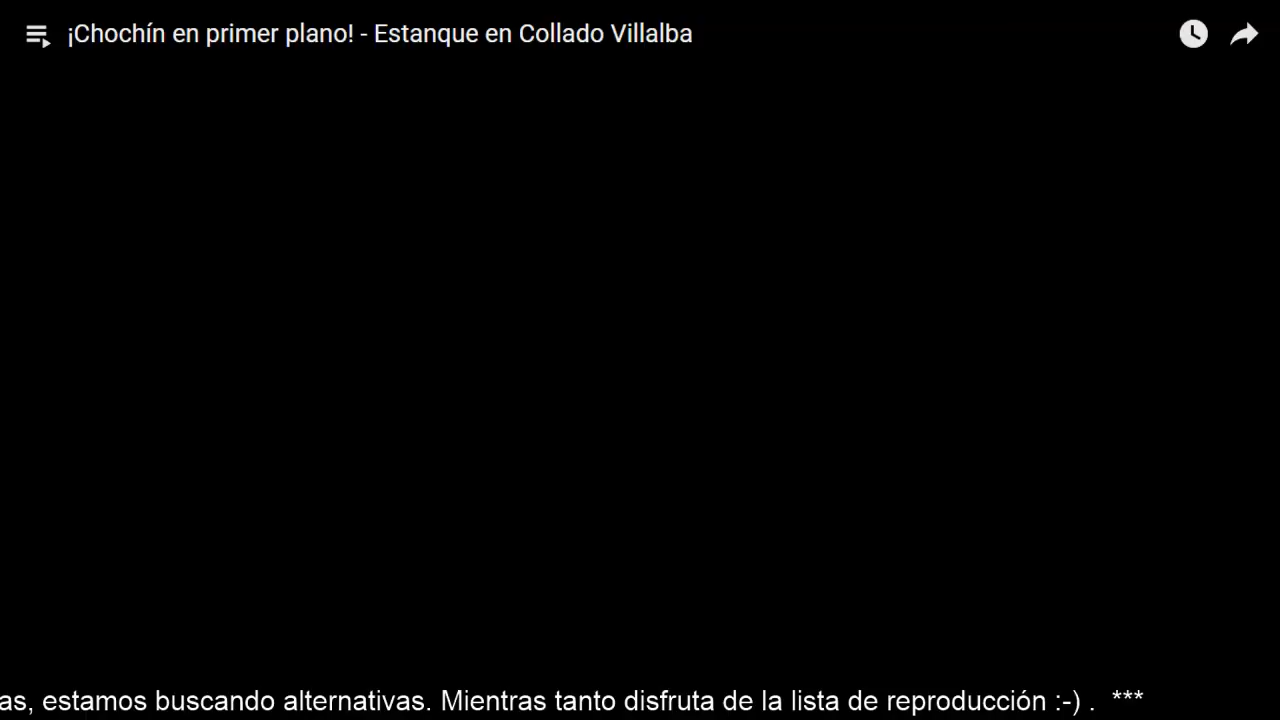 ¡Chochín en primer plano! - Estanque en Collado Villalba
as, estamos buscando alternativas. Mientras tanto disfruta de la lista de reproducción :-) . ***